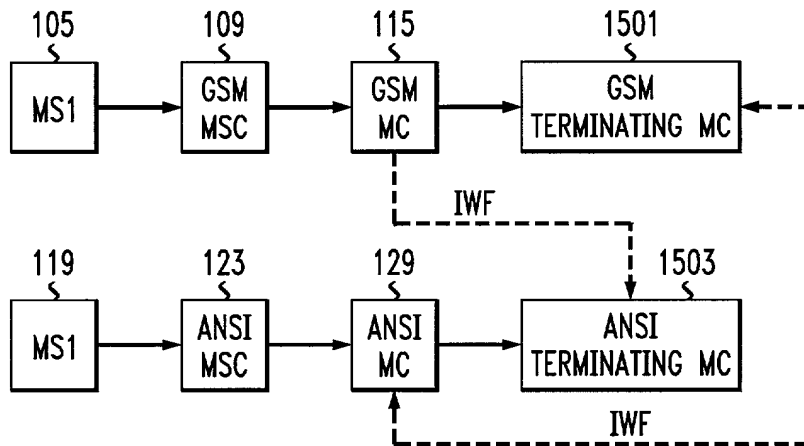 105 109 115 1501
MS1 GSM MSC GSM MC GSM TERMINATING MC
IWF
119 123 129 1503
MS1 ANSI MSC ANSI MC ANSI TERMINATING MC
IWF